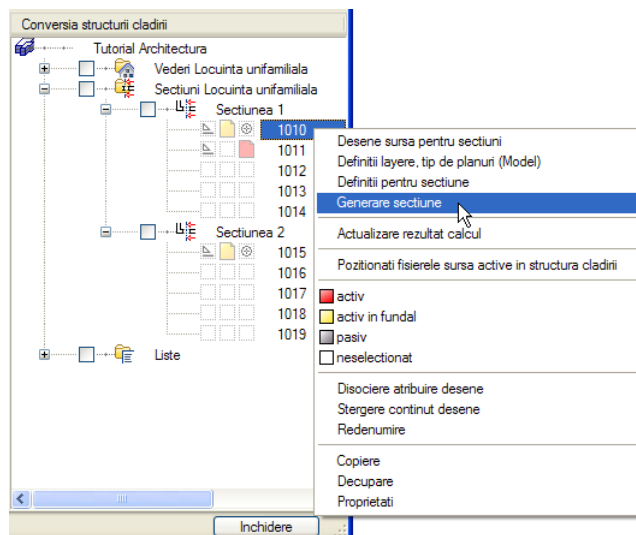 Conversia structurii cladirii
Tutorial Architectura
Vederi Locuinta unifamiliala
Sectiuni Locuinta unifamiliala
Sectiunea 1
1010
1011
1012
1013
1014
Sectiunea 2
1015
1016
1017
1018
1019
Liste
Inchidere
Desene sursa pentru sectiuni
Definitii layere, tip de planuri (Model)
Definitii pentru sectiune
Generare sectiune
Actualizare rezultat calcul
Pozitionati fisierele sursa active in structura cladirii
activ
activ in fundal
pasiv
neselectionat
Disociere atribuire desene
Stergere continut desene
Redenumire
Copiere
Decupare
Proprietati